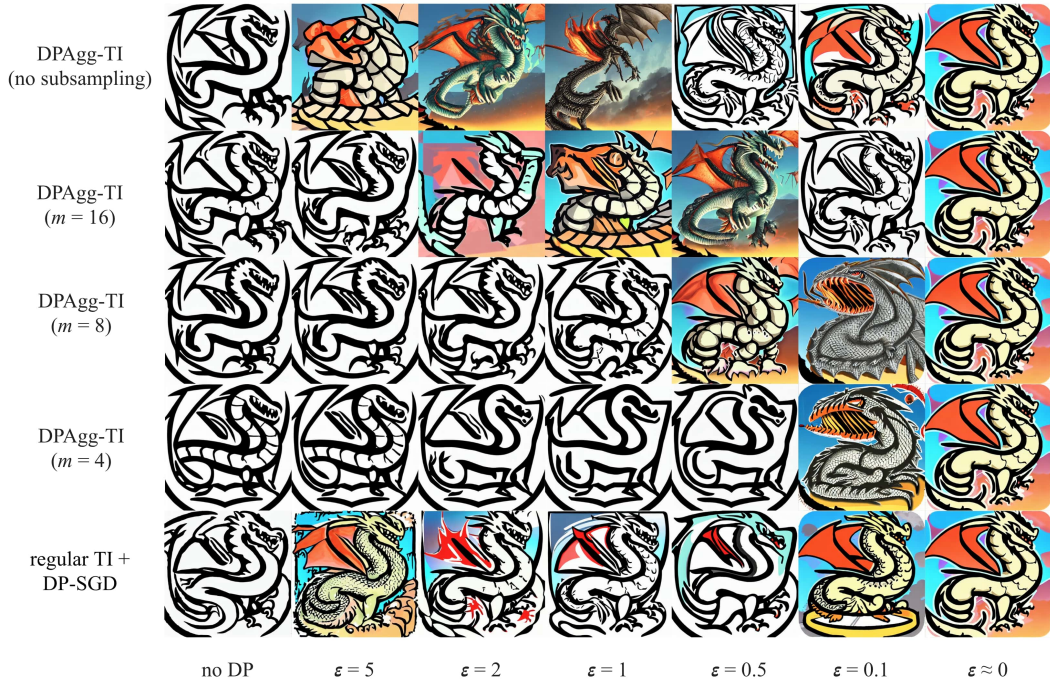 DPAgg-TI
(no subsampling)
DPAgg-TI
(m = 16)
DPAgg-TI
(m = 8)
DPAgg-TI
(m = 4)
regular TI +
DP-SGD
no DP ε = 5 ε = 2 ε = 1 ε = 0.5 ε = 0.1 ε ≈ 0